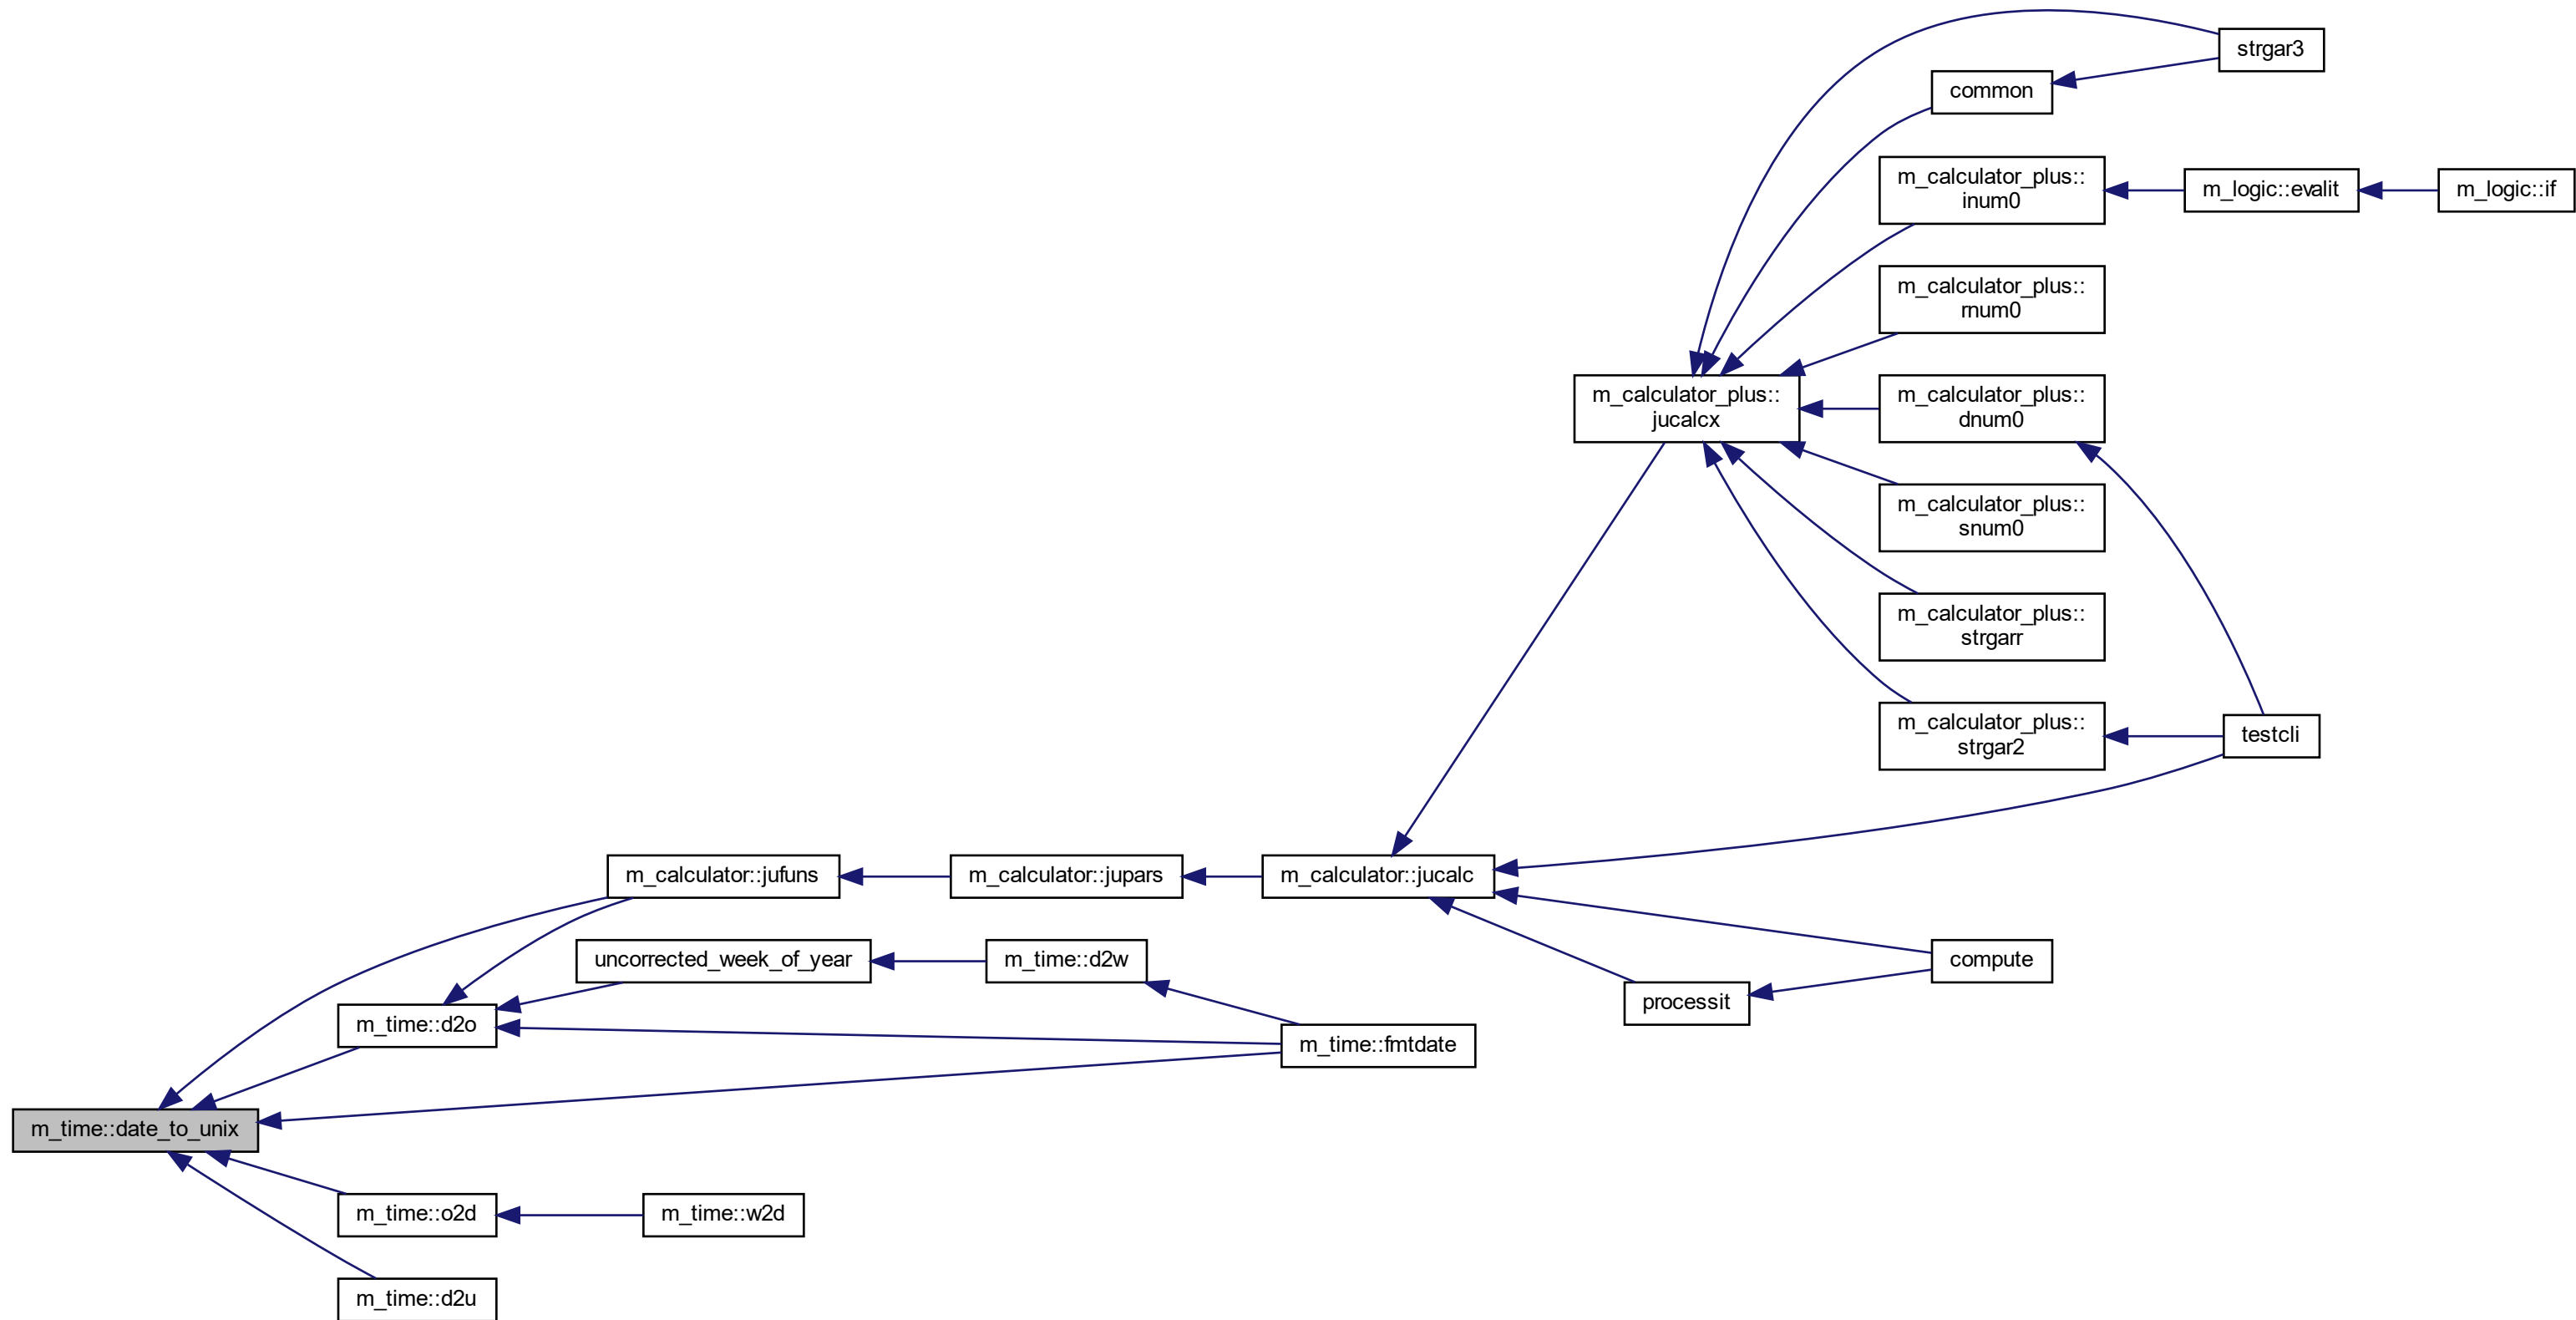 strgar3
common
m_calculator_plus::
inum0
m_logic::evalit
m_logic::if
m_calculator_plus::
rnum0
m_calculator_plus::
jucalcx
m_calculator_plus::
dnum0
m_calculator_plus::
snum0
m_calculator_plus::
strgarr
m_calculator_plus::
strgar2
testcli
m_calculator::jufuns
m_calculator::jupars
m_calculator::jucalc
uncorrected_week_of_year
m_time::d2w
compute
processit
m_time::d2o
m_time::fmtdate
m_time::date_to_unix
m_time::o2d
m_time::w2d
m_time::d2u